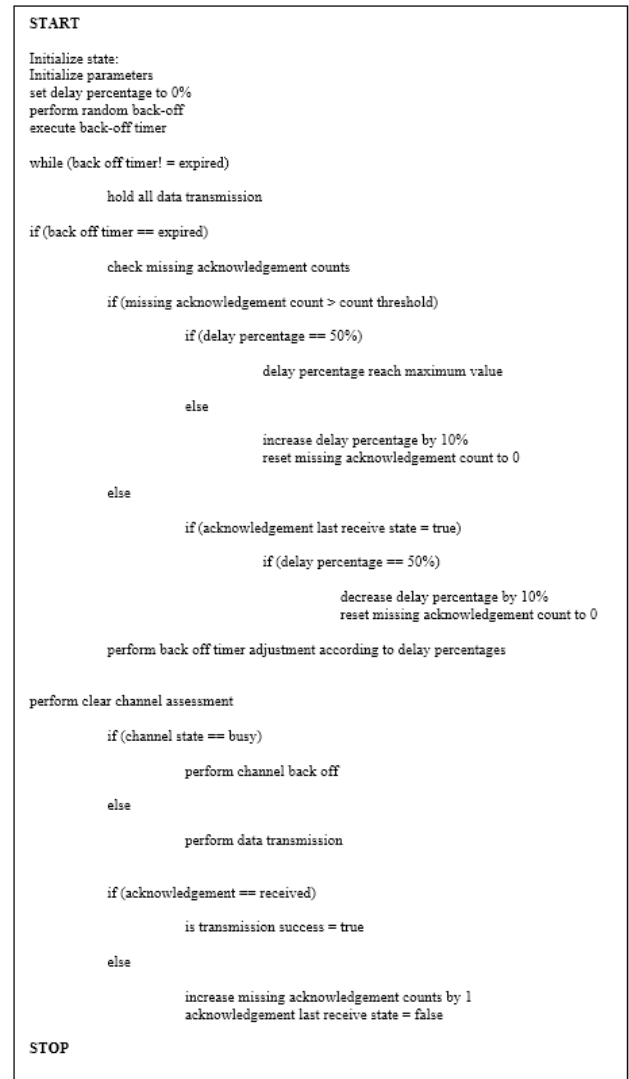 START
Initialize state:
Initialize parameters
set delay percentage to 0%
perform random back-off
execute back-off timer
while (back off timer! = expired)
hold all data transmission
if (back off timer == expired)
check missing acknowledgement counts
if (missing acknowledgement count > count threshold)
if (delay percentage == 50%)
delay percentage reach maximum value
else
increase delay percentage by 10%
reset missing acknowledgement count to 0
else
if (acknowledgement last receive state = true)
if (delay percentage == 50%)
decrease delay percentage by 10%
reset missing acknowledgement count to 0
perform back off timer adjustment according to delay percentages
perform clear channel assessment
if (channel state == busy)
perform channel back off
else
perform data transmission
if (acknowledgement == received)
is transmission success = true
else
increase missing acknowledgement counts by 1
acknowledgement last receive state = false
STOP